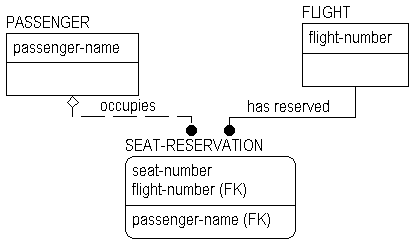 PASSENGER
passenger-name
FLIGHT
flight-number
occupies
has reserved
SEAT-RESERVATION
seat-number
flight-number (FK)
passenger-name (FK)